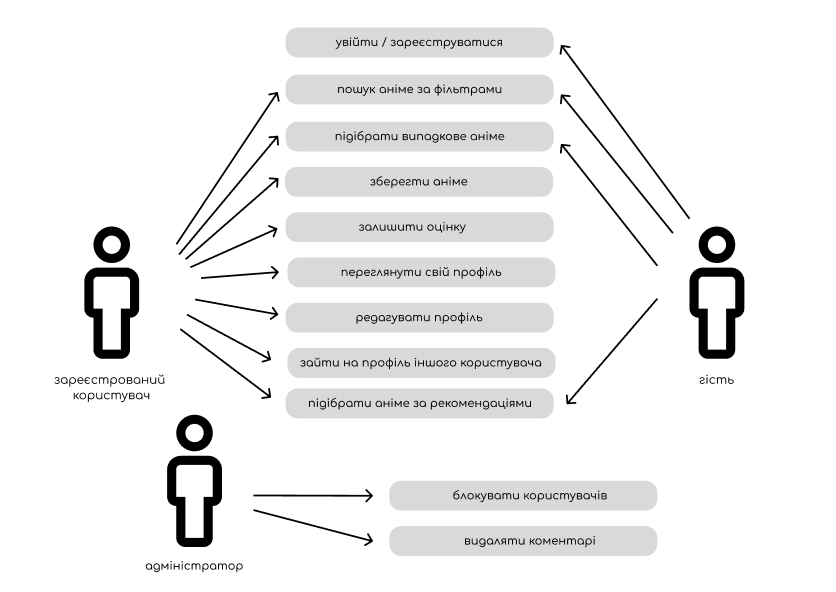 увійти / зареєструватися
пошук аніме за фільтрами
підібрати випадкове аніме
зберегти аніме
залишити оцінку
переглянути свій профіль
редагувати профіль
зайти на профіль іншого користувача
підібрати аніме за рекомендаціями
зареєстрований
користувач
гість
блокувати користувачів
видаляти коментарі
адміністратор